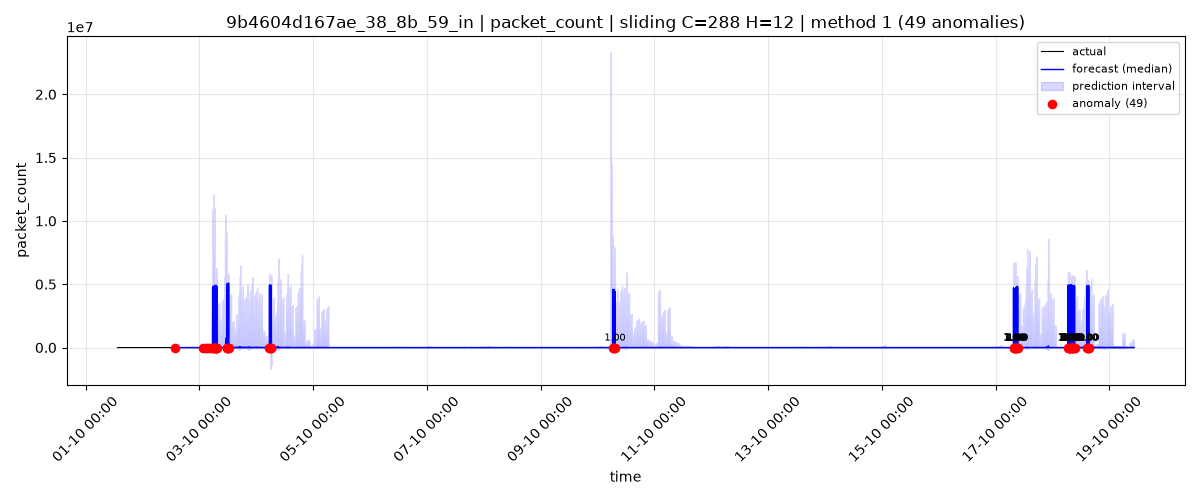 9b4604d167ae_38_8b_59_in | packet_count | sliding C=288 H=12 | method 1 (49 anomalies)
1e7
actual
forecast (median)
prediction interval
anomaly (49)
2.0
1.5
1.0
0.5
0.0
packet_count
1.00
01-10 00:00
03-10 00:00
05-10 00:00
07-10 00:00
09-10 00:00
11-10 00:00
13-10 00:00
15-10 00:00
17-10 00:00
19-10 00:00
time